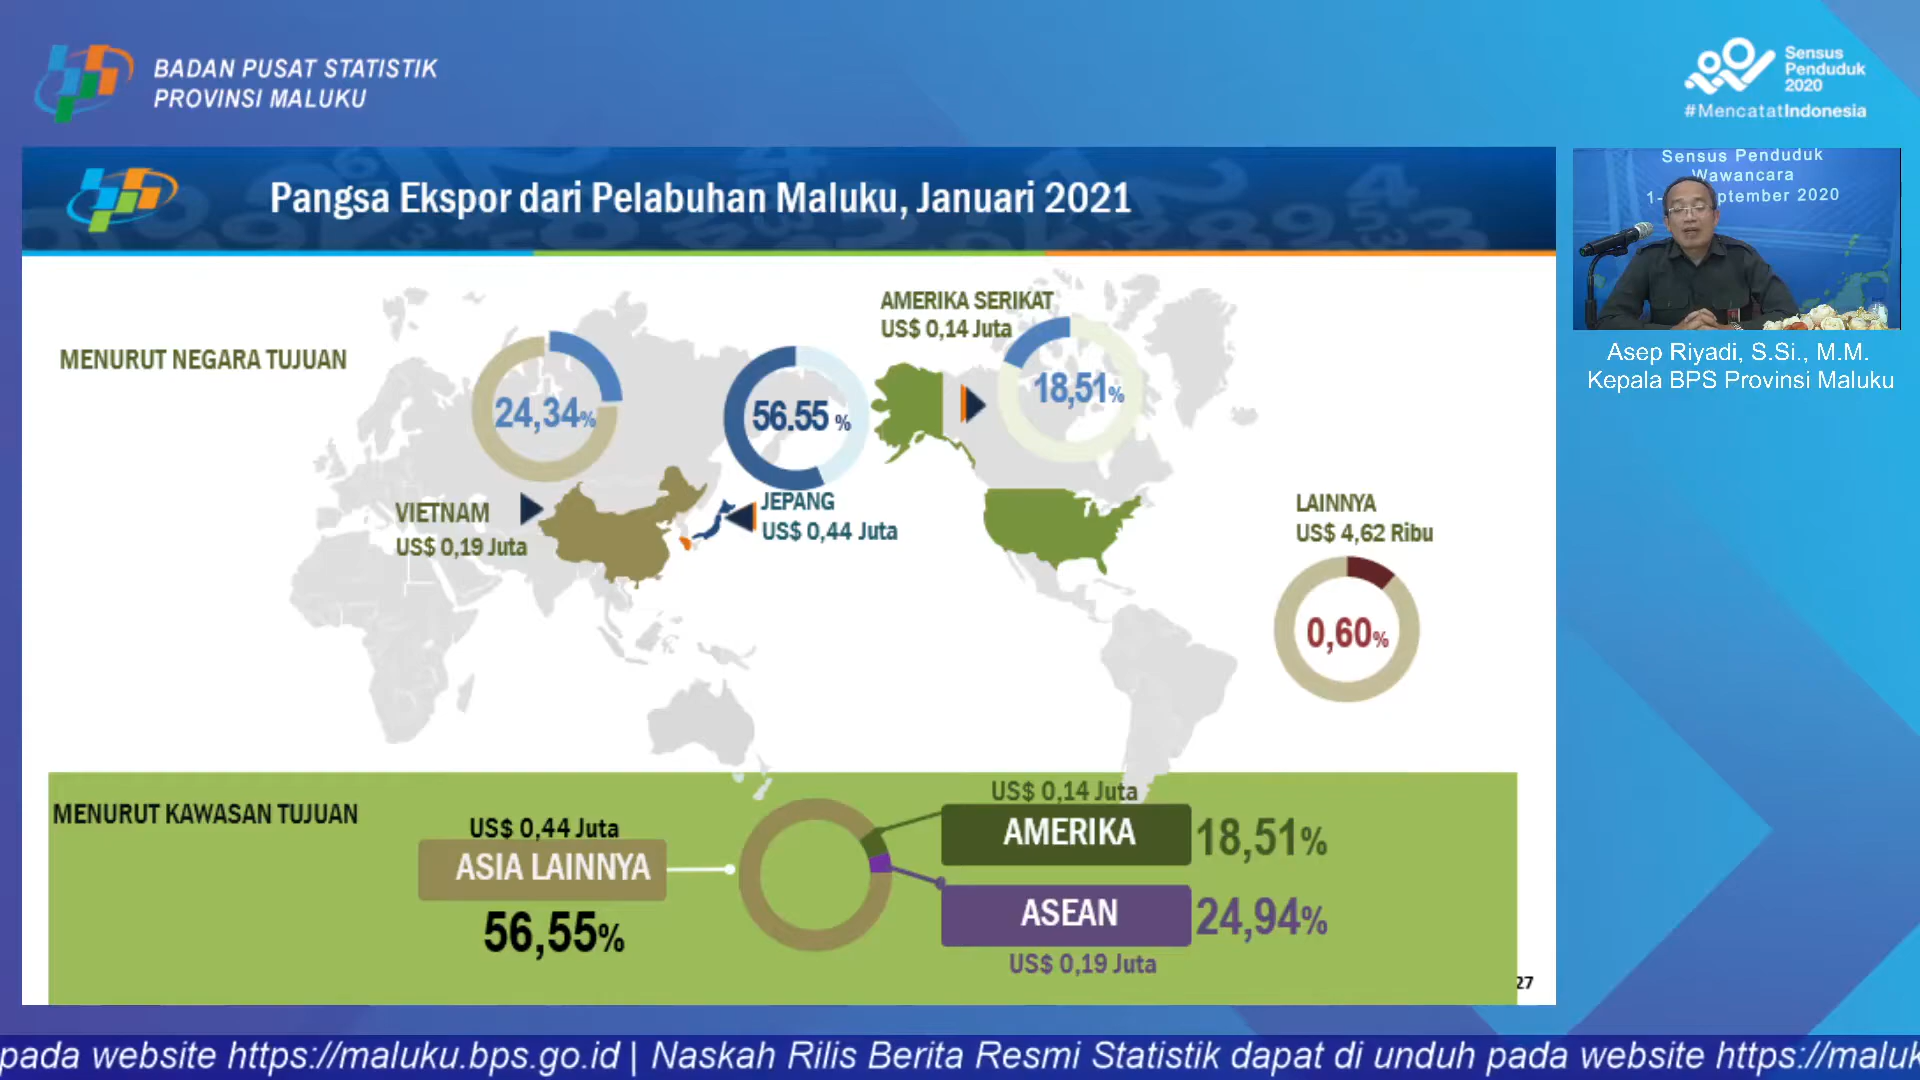 BADAN PUSAT STATISTIK
PROVINSI MALUKU
Sensus
Penduduk
2020
#MencatatIndonesia
Pangsa Ekspor dari Pelabuhan Maluku, Januari 2021
Sensus Penduduk
Wawancara
1- ptember 2020
Asep Riyadi, S.Si., M.M.
Kepala BPS Provinsi Maluku
MENURUT NEGARA TUJUAN
AMERIKA SERIKAT
US$ 0,14 Juta
24,34%
56.55 %
18,51%
VIETNAM
US$ 0,19 Juta
JEPANG
US$ 0,44 Juta
LAINNYA
US$ 4,62 Ribu
0,60%
MENURUT KAWASAN TUJUAN
US$ 0,44 Juta
ASIA LAINNYA
56,55%
US$ 0,14 Juta
AMERIKA
18,51%
ASEAN
24,94%
US$ 0,19 Juta
27
pada website https://maluku.bps.go.id | Naskah Rilis Berita Resmi Statistik dapat di unduh pada website https://maluk